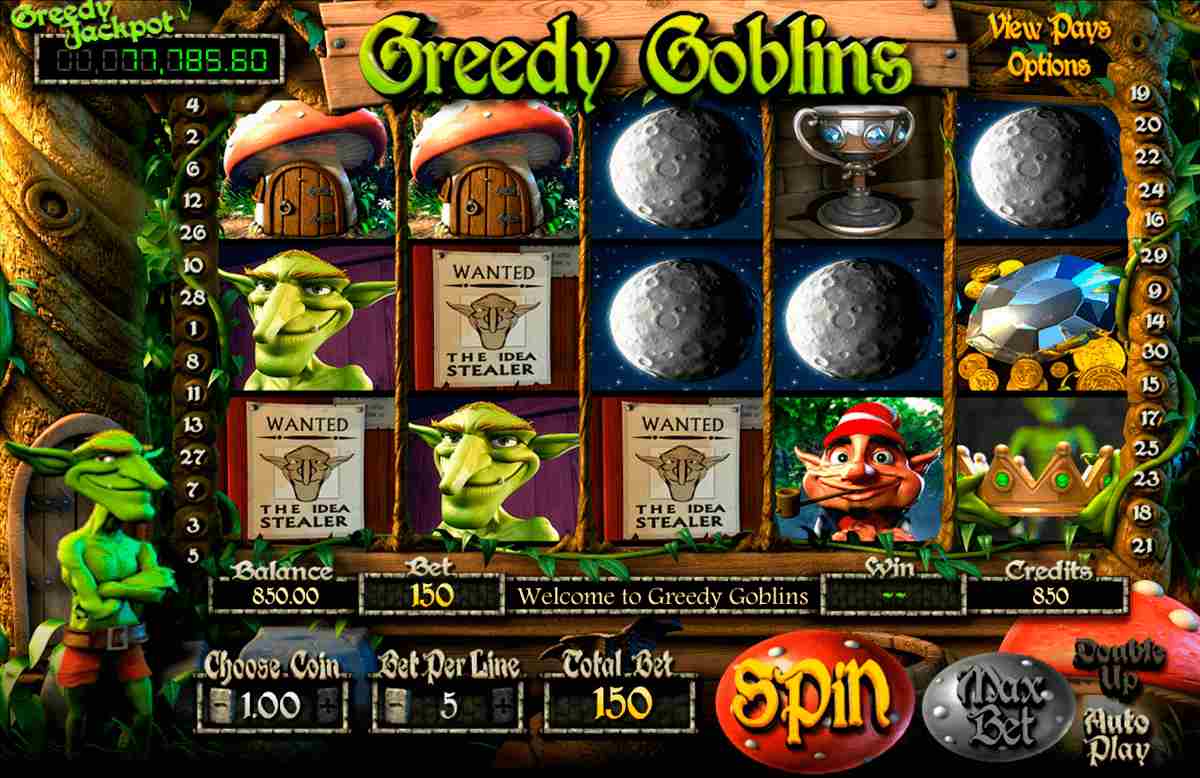 Greedy
Jackpot
00,077,785.60
Greedy Goblins
View Pays
Options
4
2
6
12
26
10
28
1
8
11
13
27
7
3
5
19
20
22
24
16
29
9
14
30
15
17
25
23
18
21
WANTED
THE IDEA
STEALER
WANTED
THE IDEA
STEALER
WANTED
THE IDEA
STEALER
Balance
850.00
Bet
150
Welcome to Greedy Goblins
Win
--
Credits
850
Choose Coin
- 1.00 +
Bet Per Line
- 5 +
Total Bet
150
SPIN
Max
Bet
Double
Up
Auto
Play